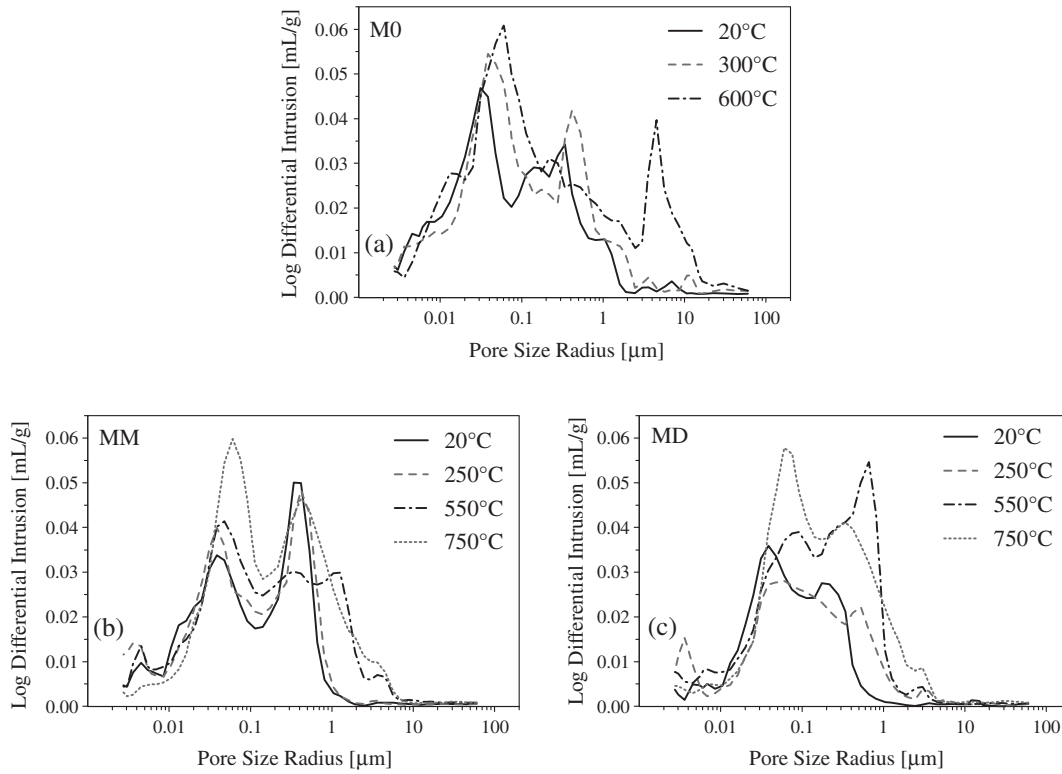 Log Differential Intrusion [mL/g]
0.06
0.05
0.04
0.03
0.02
0.01
0.00
M0
(a)
20°C
300°C
600°C
0.01
0.1
1
10
100
Pore Size Radius [μm]
Log Differential Intrusion [mL/g]
0.06
0.05
0.04
0.03
0.02
0.01
0.00
MM
(b)
20°C
250°C
550°C
750°C
0.01
0.1
1
10
100
Pore Size Radius [μm]
Log Differential Intrusion [mL/g]
0.06
0.05
0.04
0.03
0.02
0.01
0.00
MD
(c)
20°C
250°C
550°C
750°C
0.01
0.1
1
10
100
Pore Size Radius [μm]